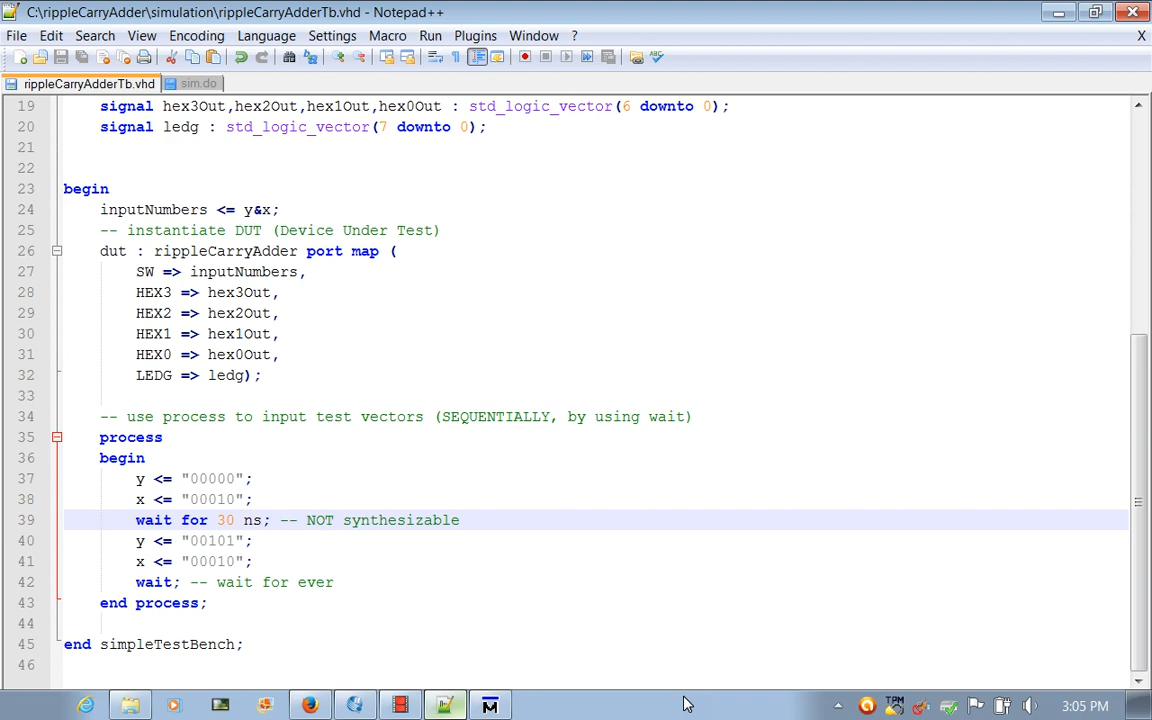 C:\rippleCarryAdder\simulation\rippleCarryAdderTb.vhd - Notepad++
File Edit Search View Encoding Language Settings Macro Run Plugins Window ? X
rippleCarryAdderTb.vhd sim.do
19 signal hex3Out,hex2Out,hex1Out,hex0Out : std_logic_vector(6 downto 0);
20 signal ledg : std_logic_vector(7 downto 0);
21
22
23 begin
24 inputNumbers <= y&x;
25 -- instantiate DUT (Device Under Test)
26 dut : rippleCarryAdder port map (
27 SW => inputNumbers,
28 HEX3 => hex3Out,
29 HEX2 => hex2Out,
30 HEX1 => hex1Out,
31 HEX0 => hex0Out,
32 LEDG => ledg);
33
34 -- use process to input test vectors (SEQUENTIALLY, by using wait)
35 process
36 begin
37 y <= "00000";
38 x <= "00010";
39 wait for 30 ns; -- NOT synthesizable
40 y <= "00101";
41 x <= "00010";
42 wait; -- wait for ever
43 end process;
44
45 end simpleTestBench;
46
3:05 PM